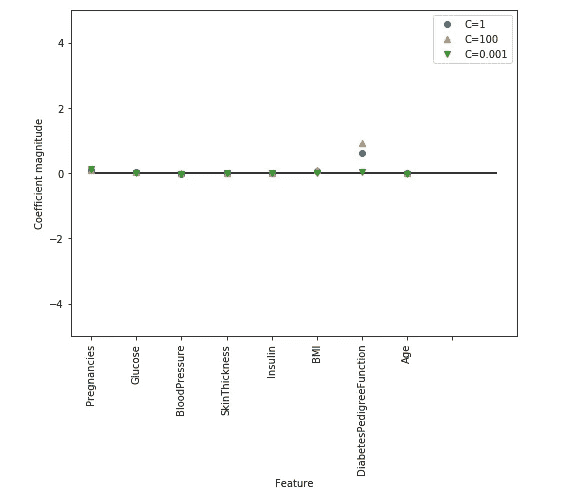 C=1
C=100
C=0.001
4
2
0
−2
−4
Coefficient magnitude
Pregnancies
Glucose
BloodPressure
SkinThickness
Insulin
BMI
DiabetesPedigreeFunction
Age
Feature